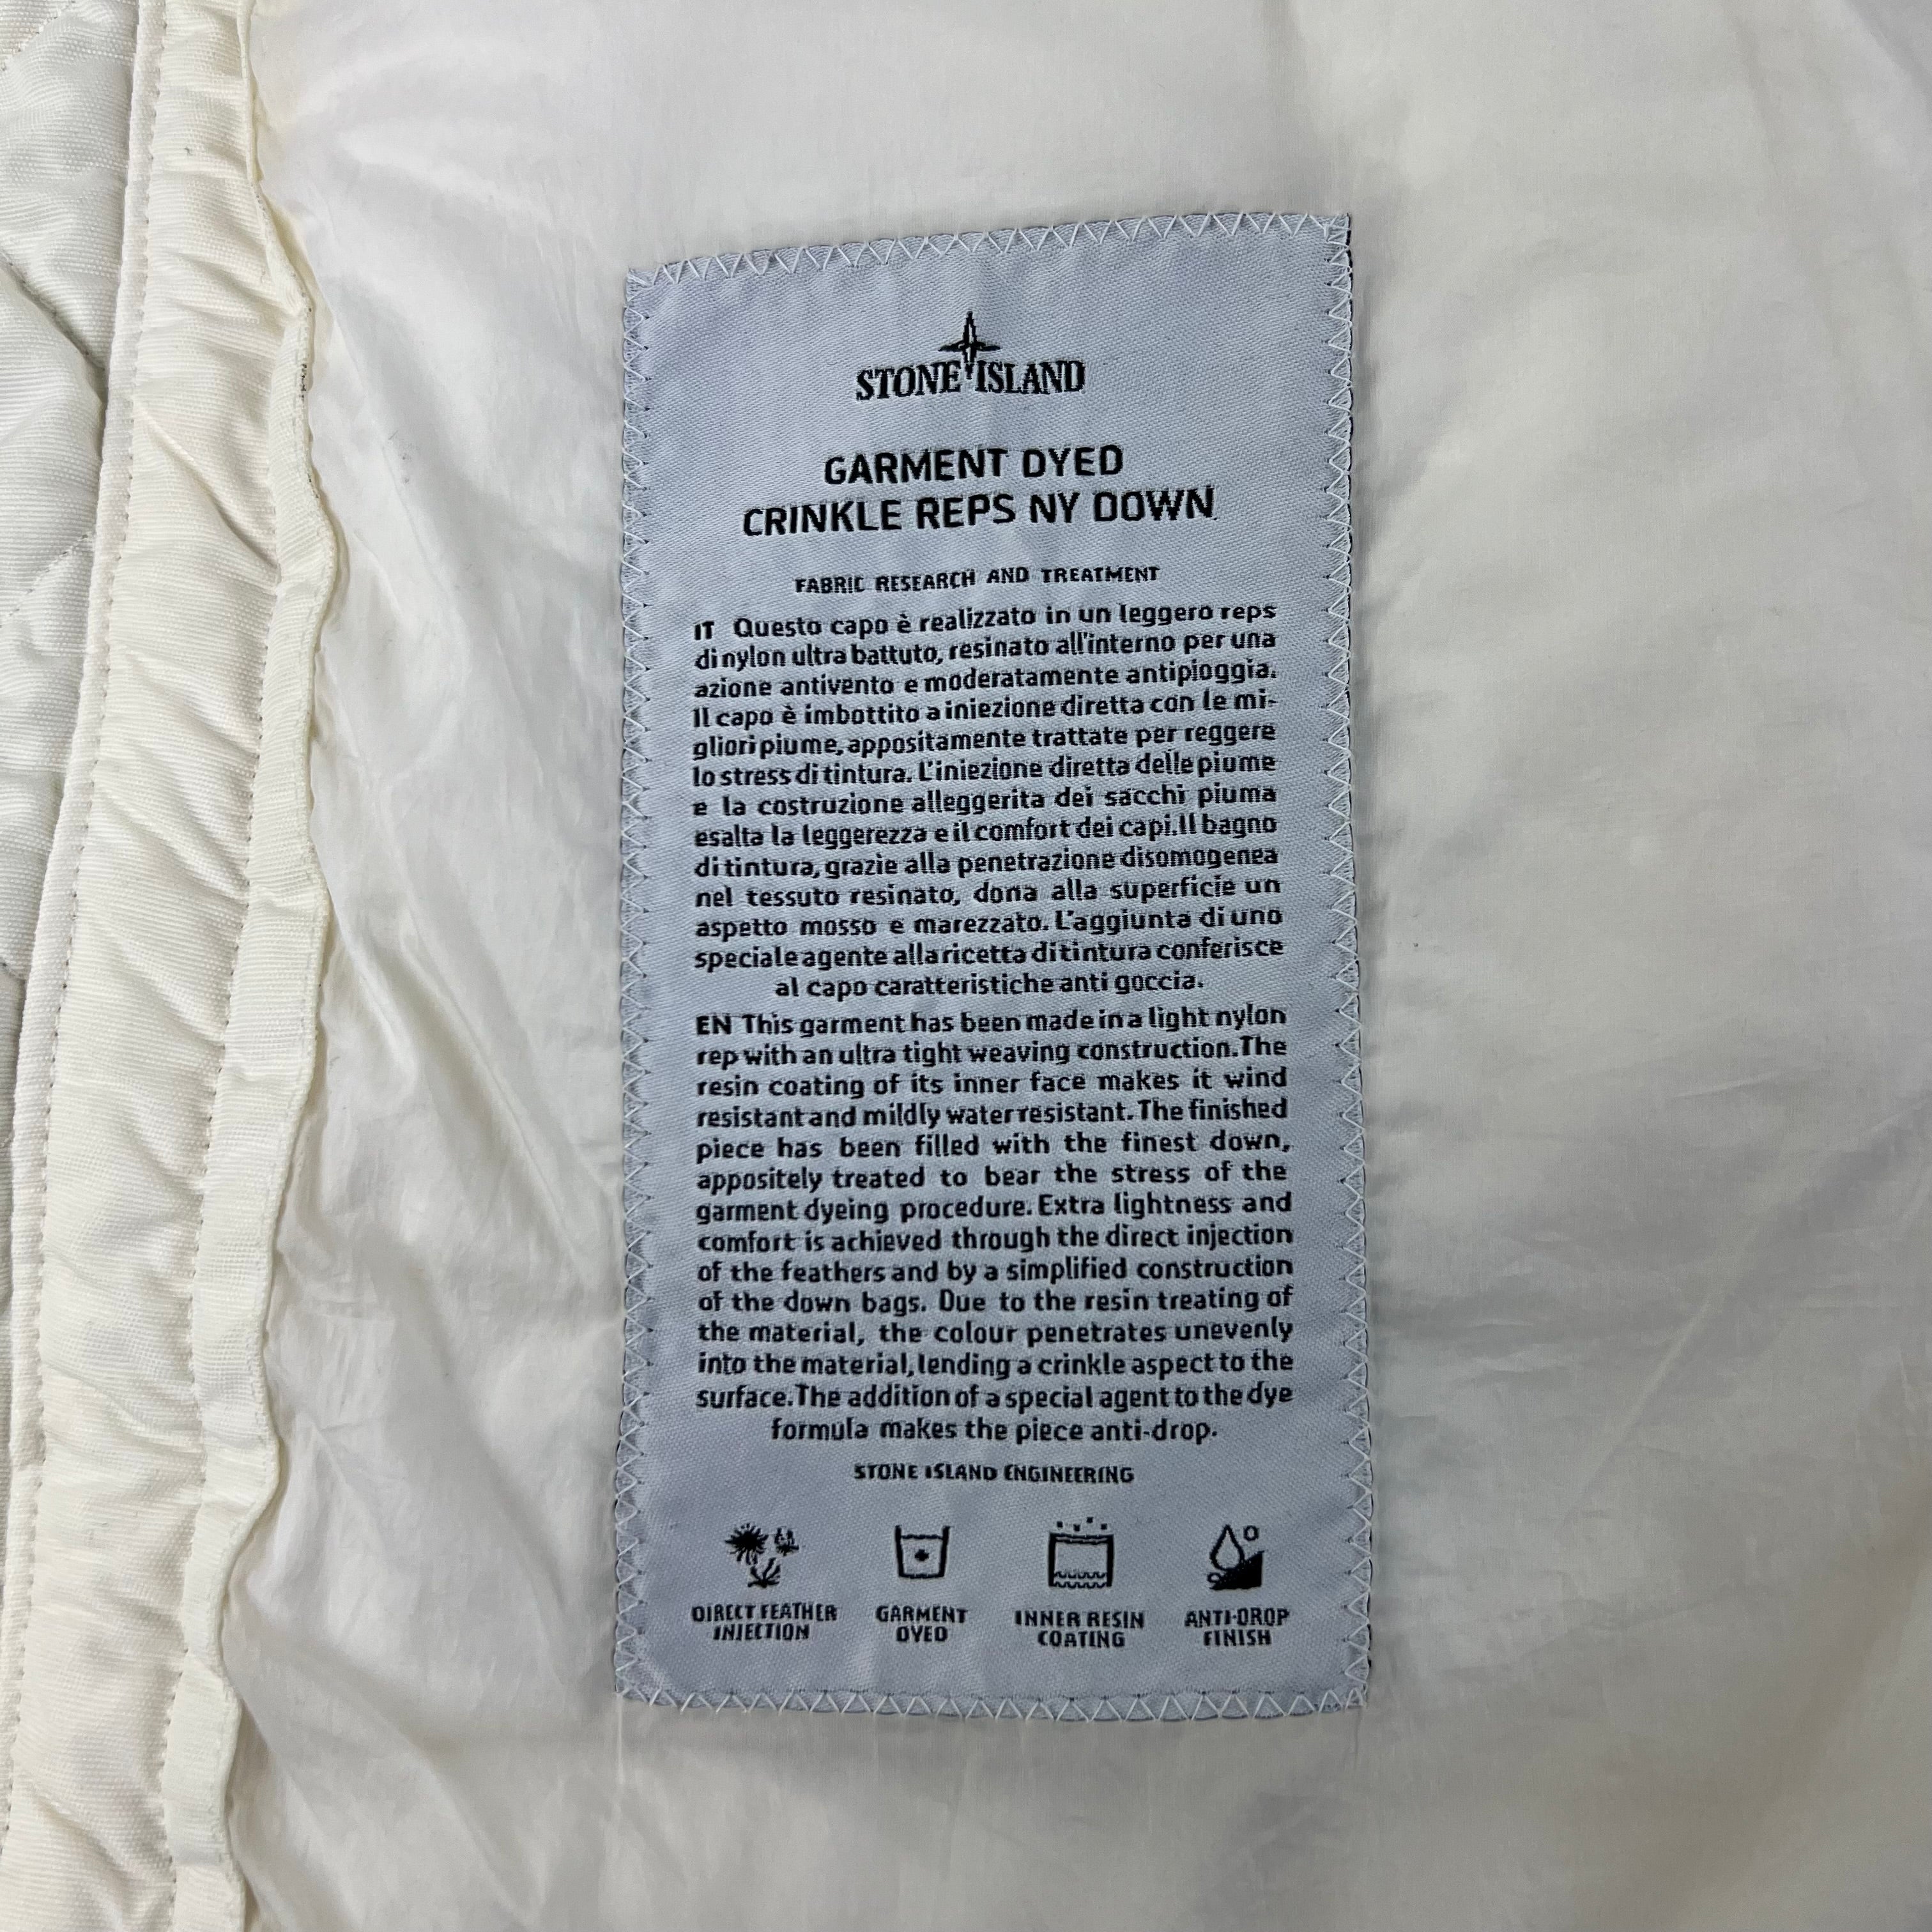 STONE ISLAND
GARMENT DYED
CRINKLE REPS NY DOWN
FABRIC RESEARCH AND TREATMENT
IT Questo capo è realizzato in un leggero reps
di nylon ultra battuto, resinato all'interno per una
azione antivento e moderatamente antipioggia.
Il capo è imbottito a iniezione diretta con le mi-
gliori piume, appositamente trattate per reggere
lo stress di tintura. L'iniezione diretta delle piume
e la costruzione alleggerita dei sacchi piuma
esalta la leggerezza e il comfort dei capi. Il bagno
di tintura, grazie alla penetrazione disomogenea
nel tessuto resinato, dona alla superficie un
aspetto mosso e marezzato. L'aggiunta di uno
speciale agente alla ricetta di tintura conferisce
al capo caratteristiche anti goccia.
EN This garment has been made in a light nylon
rep with an ultra tight weaving construction. The
resin coating of its inner face makes it wind
resistant and mildly water resistant. The finished
piece has been filled with the finest down,
appositely treated to bear the stress of the
garment dyeing procedure. Extra lightness and
comfort is achieved through the direct injection
of the feathers and by a simplified construction
of the down bags. Due to the resin treating of
the material, the colour penetrates unevenly
into the material, lending a crinkle aspect to the
surface. The addition of a special agent to the dye
formula makes the piece anti-drop.
STONE ISLAND ENGINEERING
DIRECT FEATHER
INJECTION
GARMENT
DYED
INNER RESIN
COATING
ANTI-DROP
FINISH